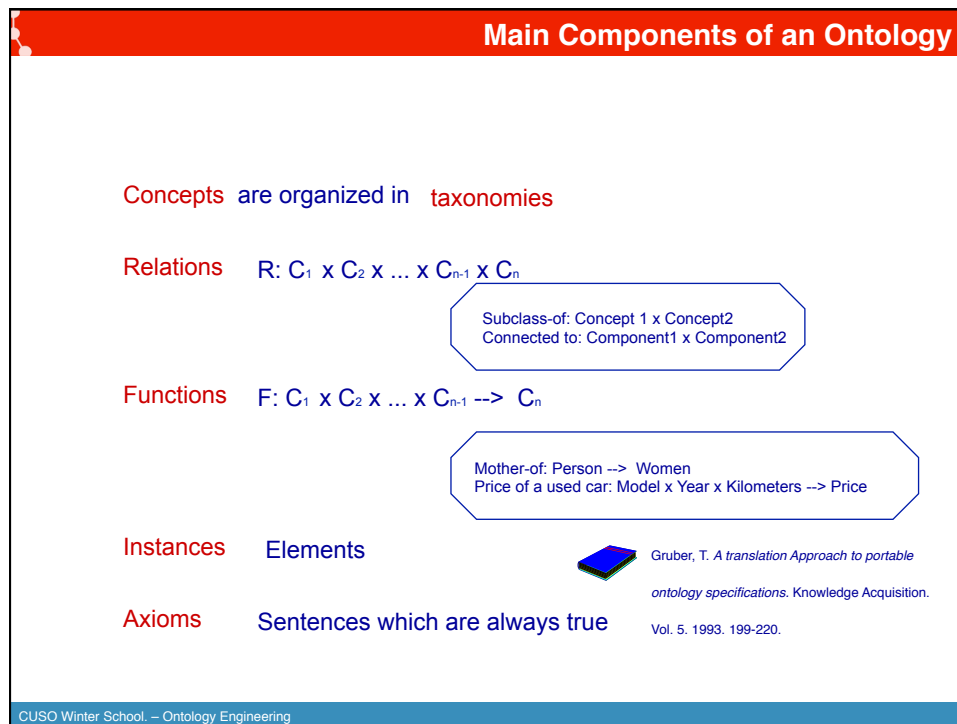 Main Components of an Ontology
Concepts are organized in taxonomies
Relations R: C1 x C2 x ... x Cn-1 x Cn
Subclass-of: Concept 1 x Concept2
Connected to: Component1 x Component2
Functions F: C1 x C2 x ... x Cn-1 --> Cn
Mother-of: Person --> Women
Price of a used car: Model x Year x Kilometers --> Price
Instances Elements
Gruber, T. A translation Approach to portable
ontology specifications. Knowledge Acquisition.
Vol. 5. 1993. 199-220.
Axioms Sentences which are always true
CUSO Winter School. – Ontology Engineering